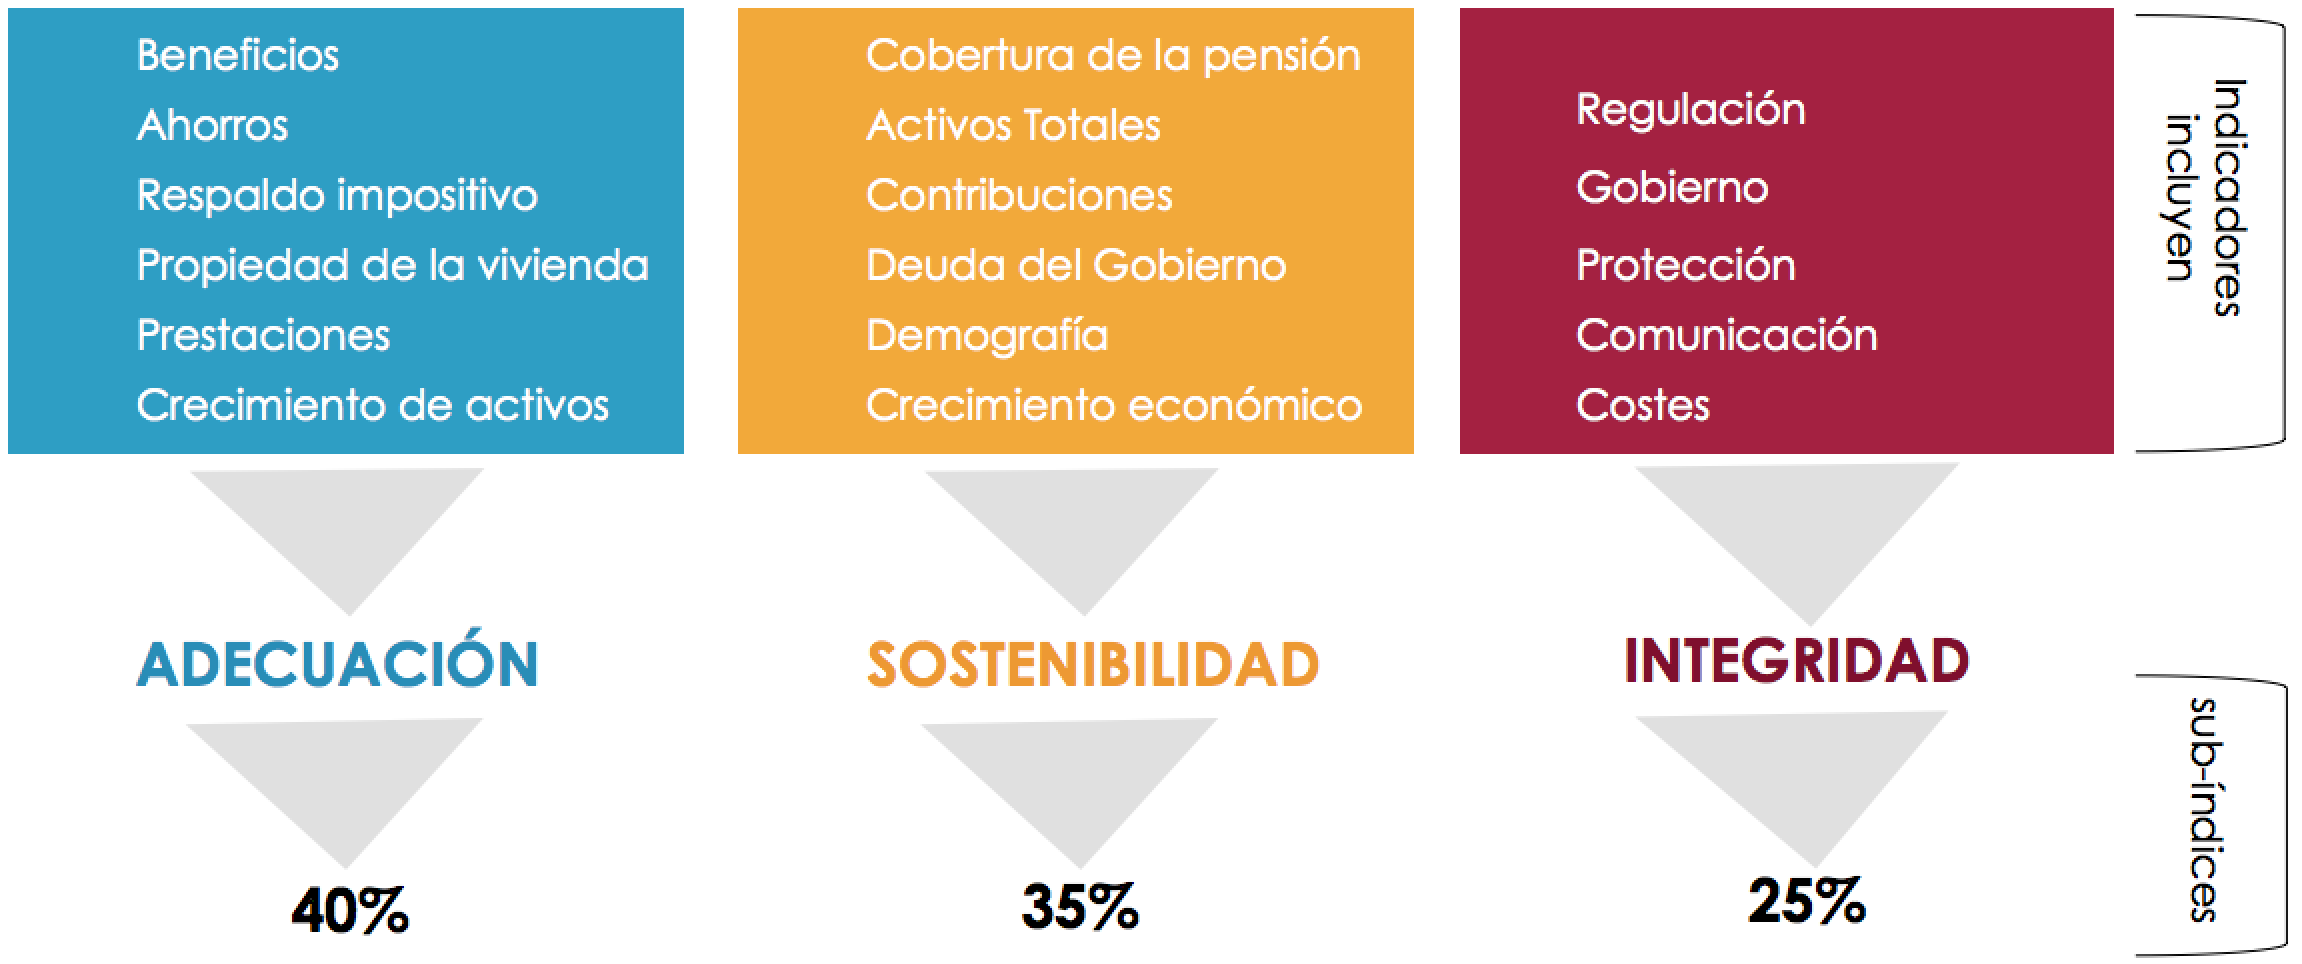 Beneficios
Ahorros
Respaldo impositivo
Propiedad de la vivienda
Prestaciones
Crecimiento de activos
Cobertura de la pensión
Activos Totales
Contribuciones
Deuda del Gobierno
Demografía
Crecimiento económico
Regulación
Gobierno
Protección
Comunicación
Costes
Indicadores
incluyen
ADECUACIÓN
SOSTENIBILIDAD
INTEGRIDAD
40%
35%
25%
sub-índices